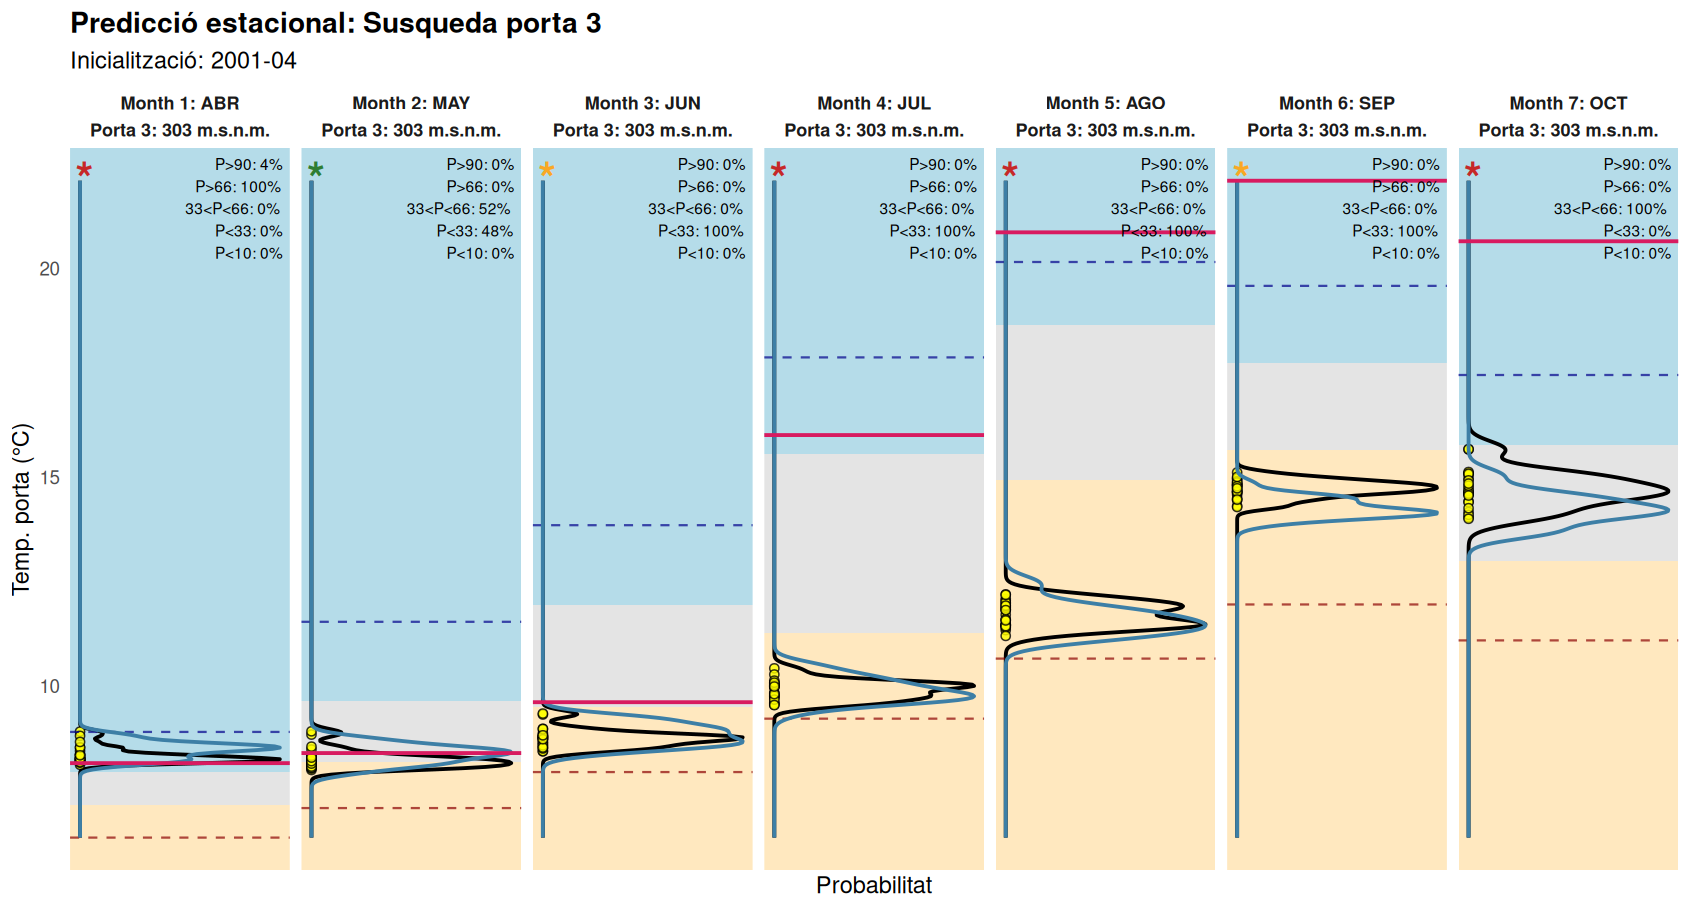 Predicció estacional: Susqueda porta 3
Inicialització: 2001-04
Month 1: ABR
Porta 3: 303 m.s.n.m.
Month 2: MAY
Porta 3: 303 m.s.n.m.
Month 3: JUN
Porta 3: 303 m.s.n.m.
Month 4: JUL
Porta 3: 303 m.s.n.m.
Month 5: AGO
Porta 3: 303 m.s.n.m.
Month 6: SEP
Porta 3: 303 m.s.n.m.
Month 7: OCT
Porta 3: 303 m.s.n.m.
P>90: 4%
P>66: 100%
33<P<66: 0%
P<33: 0%
P<10: 0%
P>90: 0%
P>66: 0%
33<P<66: 52%
P<33: 48%
P<10: 0%
P>90: 0%
P>66: 0%
33<P<66: 0%
P<33: 100%
P<10: 0%
P>90: 0%
P>66: 0%
33<P<66: 0%
P<33: 100%
P<10: 0%
P>90: 0%
P>66: 0%
33<P<66: 0%
P<33: 100%
P<10: 0%
P>90: 0%
P>66: 0%
33<P<66: 0%
P<33: 100%
P<10: 0%
P>90: 0%
P>66: 0%
33<P<66: 100%
P<33: 0%
P<10: 0%
20
15
10
Temp. porta (°C)
Probabilitat